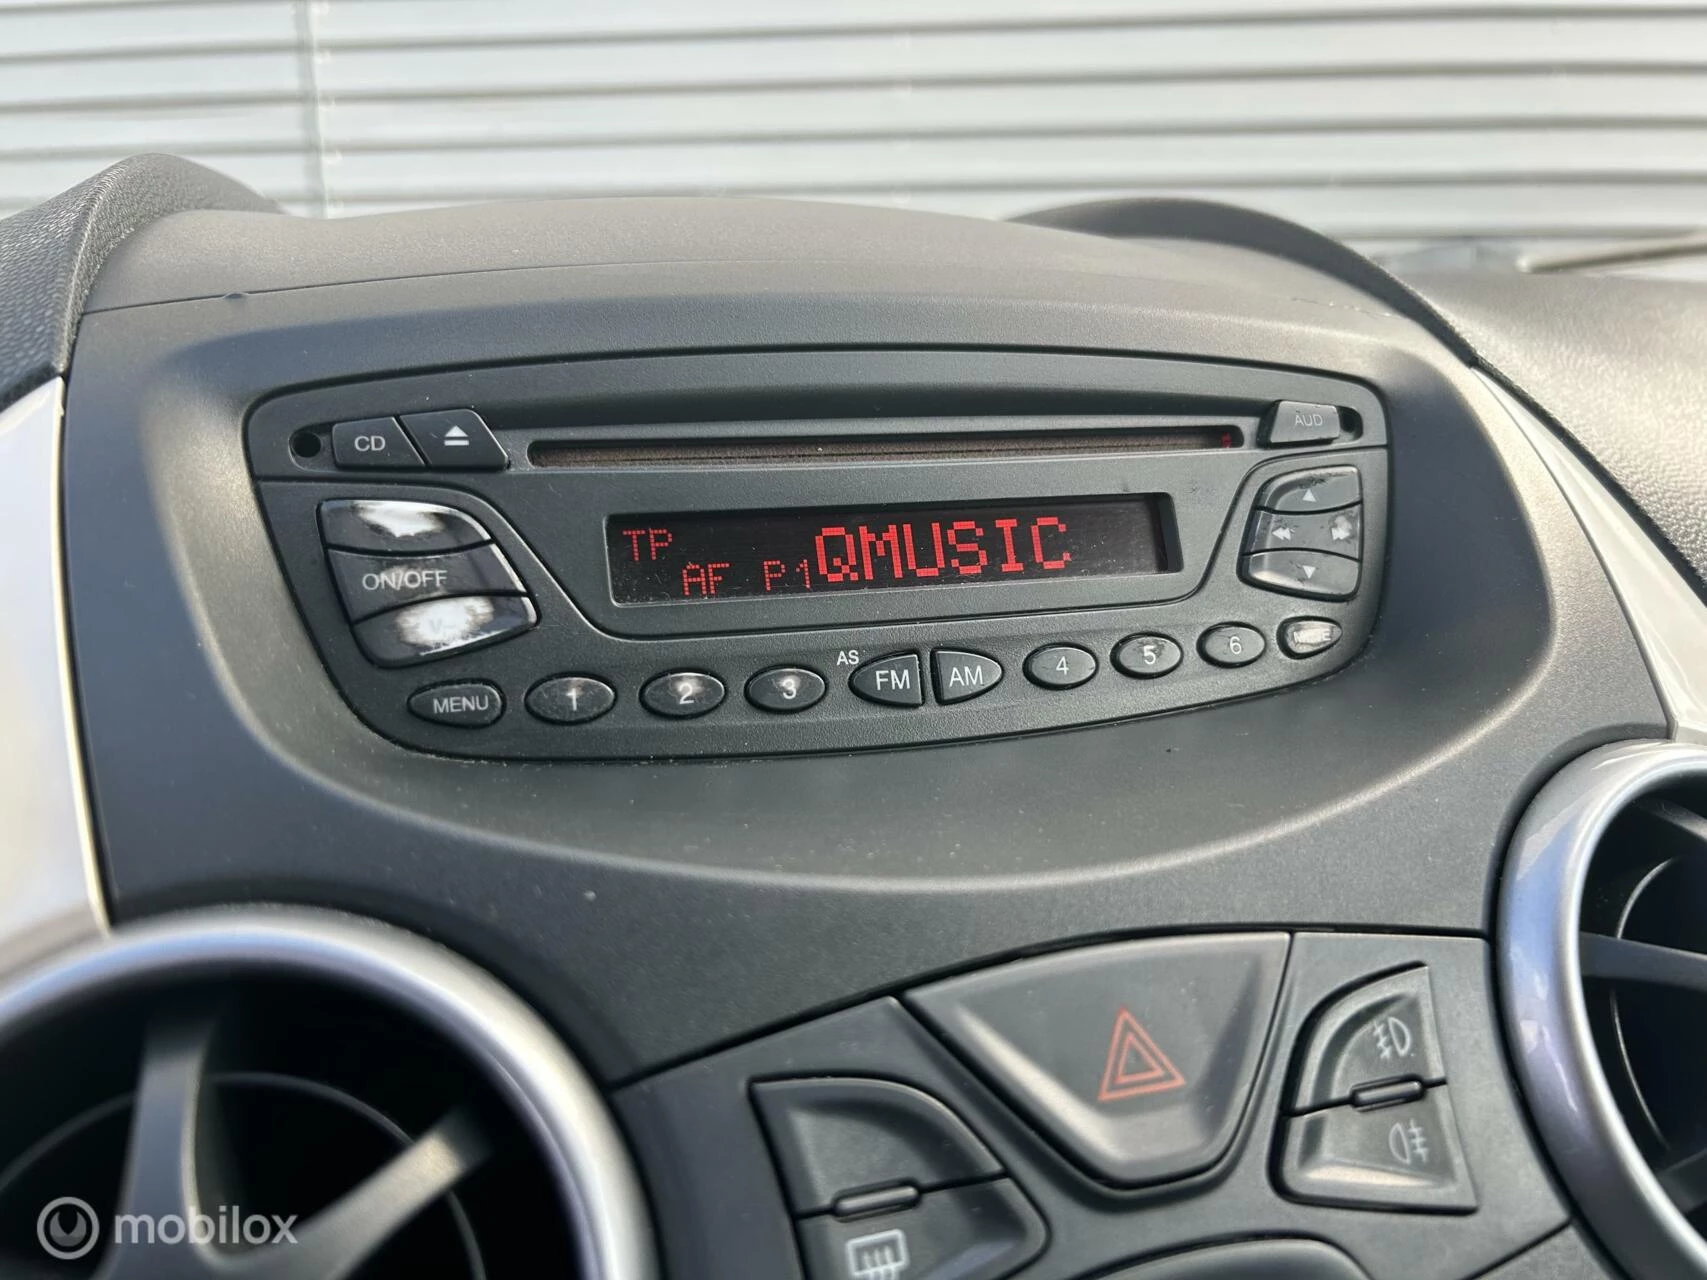 CD
AUD
TP
AF P1 QMUSIC
ON/OFF
V-
AS
MENU 1 2 3 FM AM 4 5 6 MUTE
mobilox